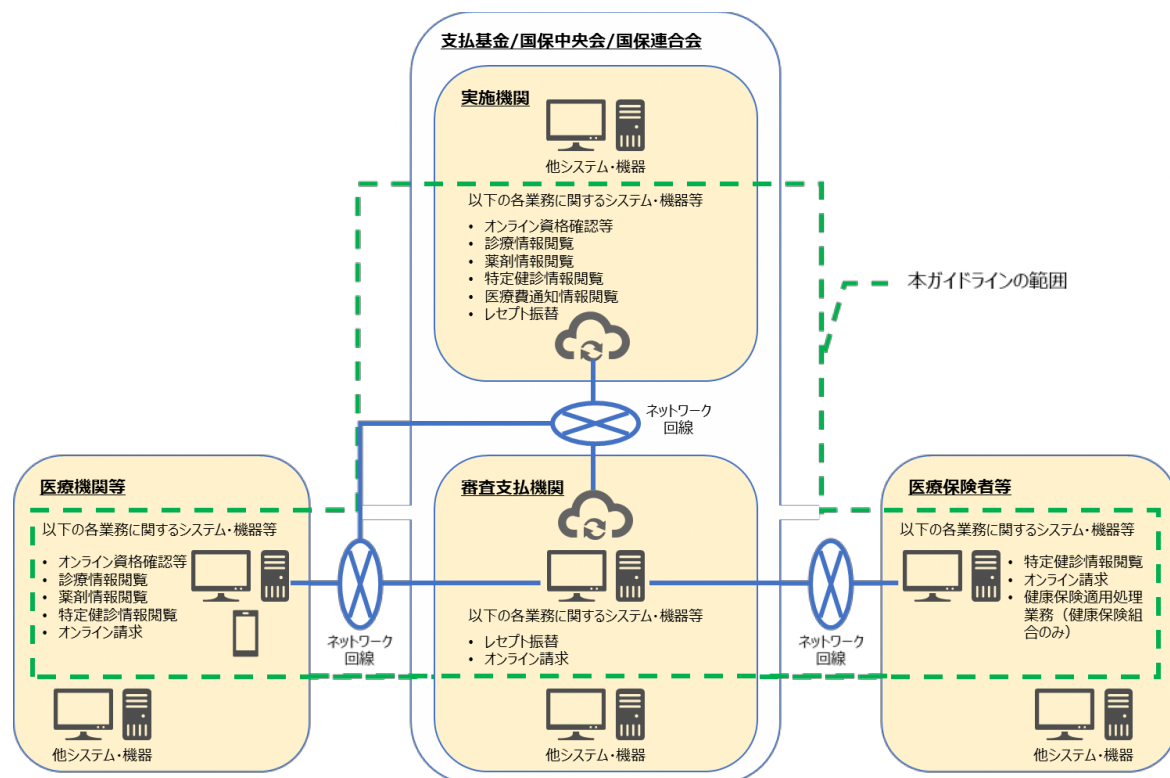 支払基金/国保中央会/国保連合会
実施機関
他システム・機器
以下の各業務に関するシステム・機器等
• オンライン資格確認等
• 診療情報閲覧
• 薬剤情報閲覧
• 特定健診情報閲覧
• 医療費通知情報閲覧
• レセプト振替
本ガイドラインの範囲
ネットワーク
回線
医療機関等
以下の各業務に関するシステム・機器等
• オンライン資格確認等
• 診療情報閲覧
• 薬剤情報閲覧
• 特定健診情報閲覧
• オンライン請求
他システム・機器
ネットワーク
回線
審査支払機関
以下の各業務に関するシステム・機器等
• レセプト振替
• オンライン請求
他システム・機器
ネットワーク
回線
医療保険者等
以下の各業務に関するシステム・機器等
• 特定健診情報閲覧
• オンライン請求
• 健康保険適用処理
業務（健康保険組
合のみ）
他システム・機器